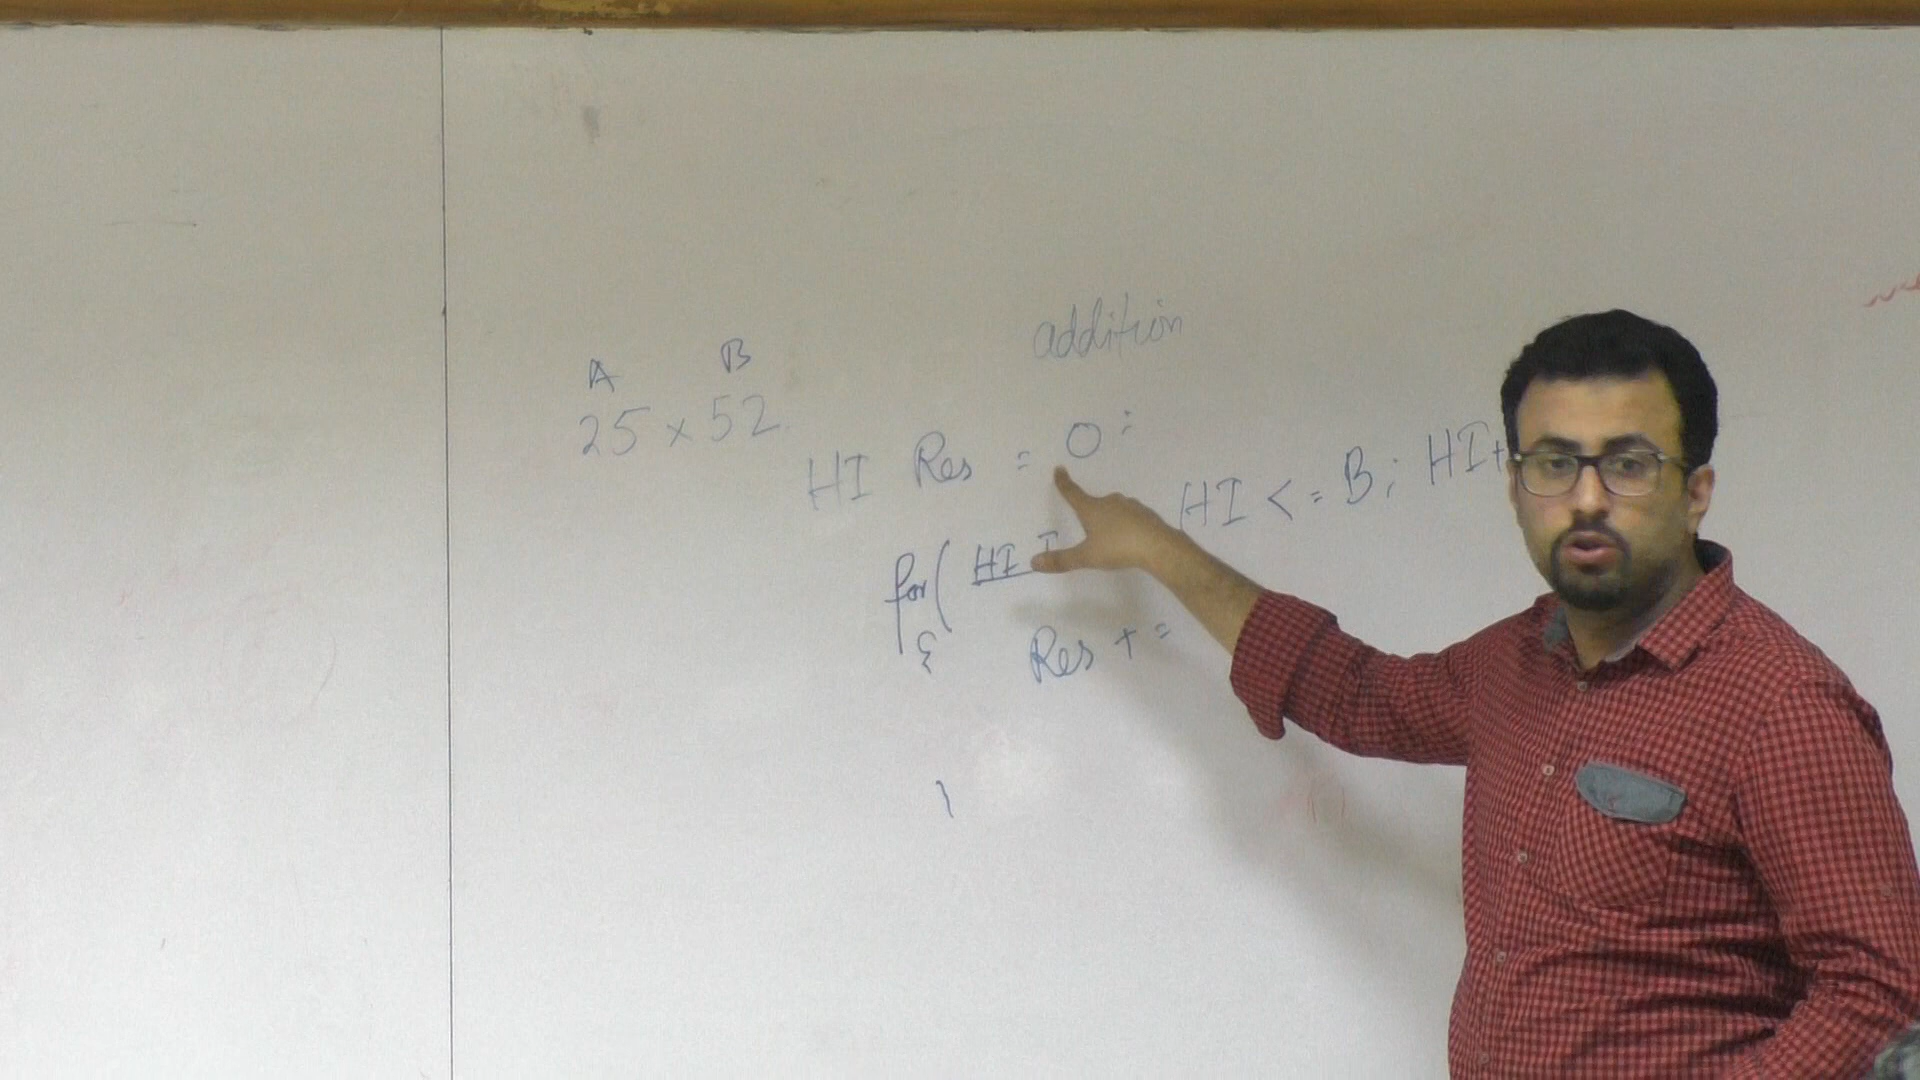 addition
A B
25 x 52
HI Res = 0;
for( HI I HI <= B; HI+
{ Res + =
}